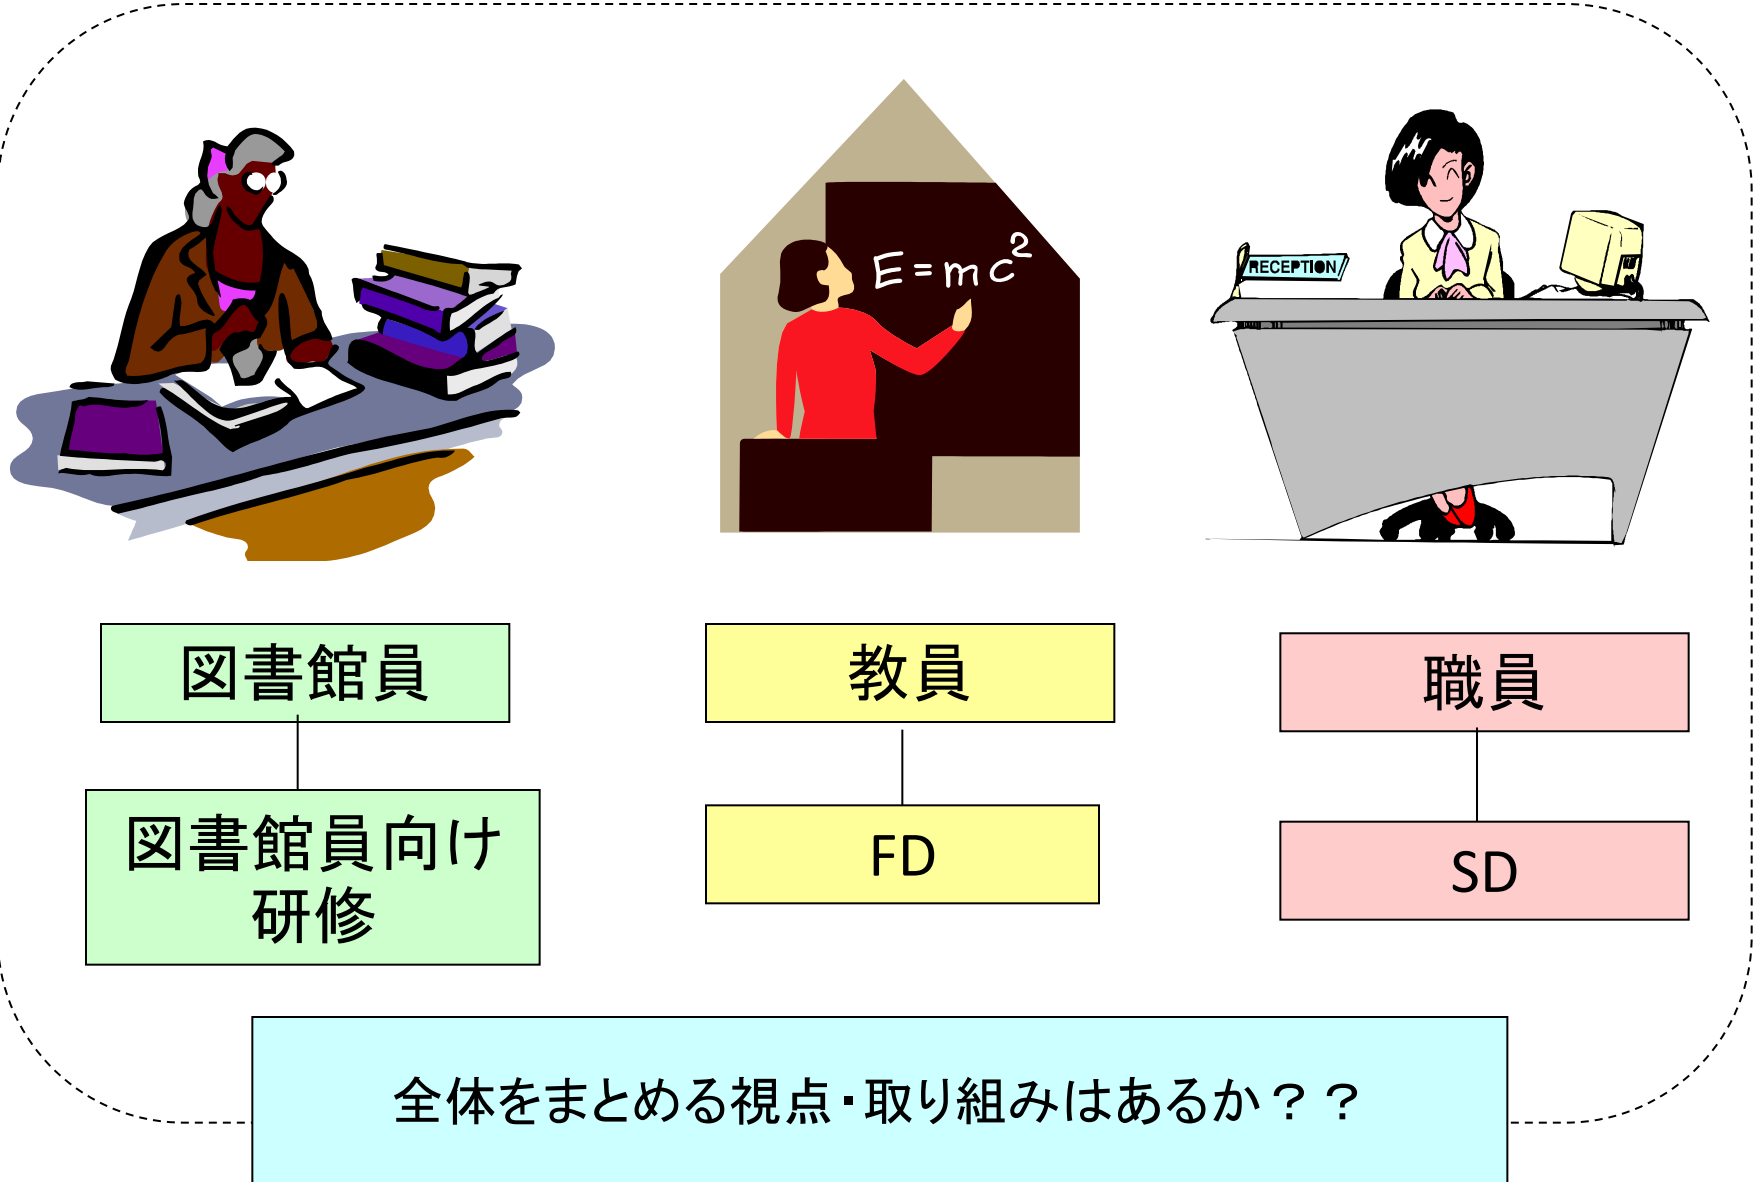 E=mc²
RECEPTION
図書館員
教員
職員
図書館員向け
研修
FD
SD
全体をまとめる視点・取り組みはあるか？？